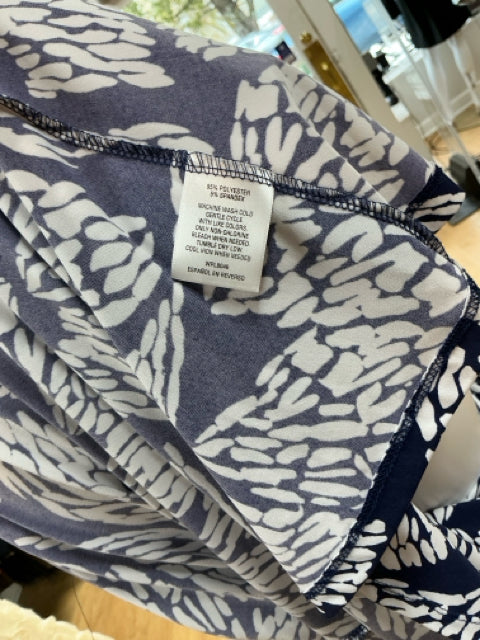 95% POLYESTER
5% SPANDEX
MACHINE WASH COLD
GENTLE CYCLE
WITH LIKE COLORS.
ONLY NON-CHLORINE
BLEACH WHEN NEEDED.
TUMBLE DRY LOW.
COOL IRON WHEN NEEDED
ESPAÑOL EN REVERSO